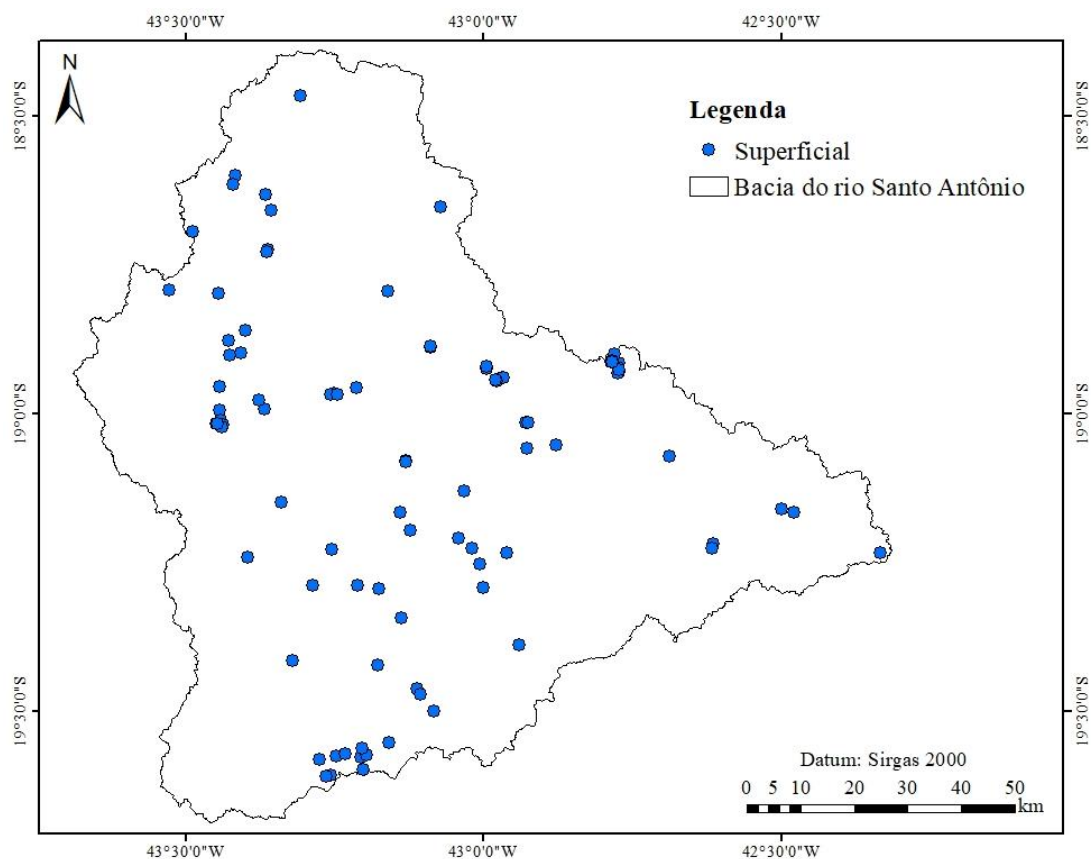 43°30'0"W 43°0'0"W 42°30'0"W
N
18°30'0"S 18°30'0"S
Legenda
Superficial
Bacia do rio Santo Antônio
19°0'0"S 19°0'0"S
19°30'0"S 19°30'0"S
Datum: Sirgas 2000
0 5 10 20 30 40 50
km
43°30'0"W 43°0'0"W 42°30'0"W